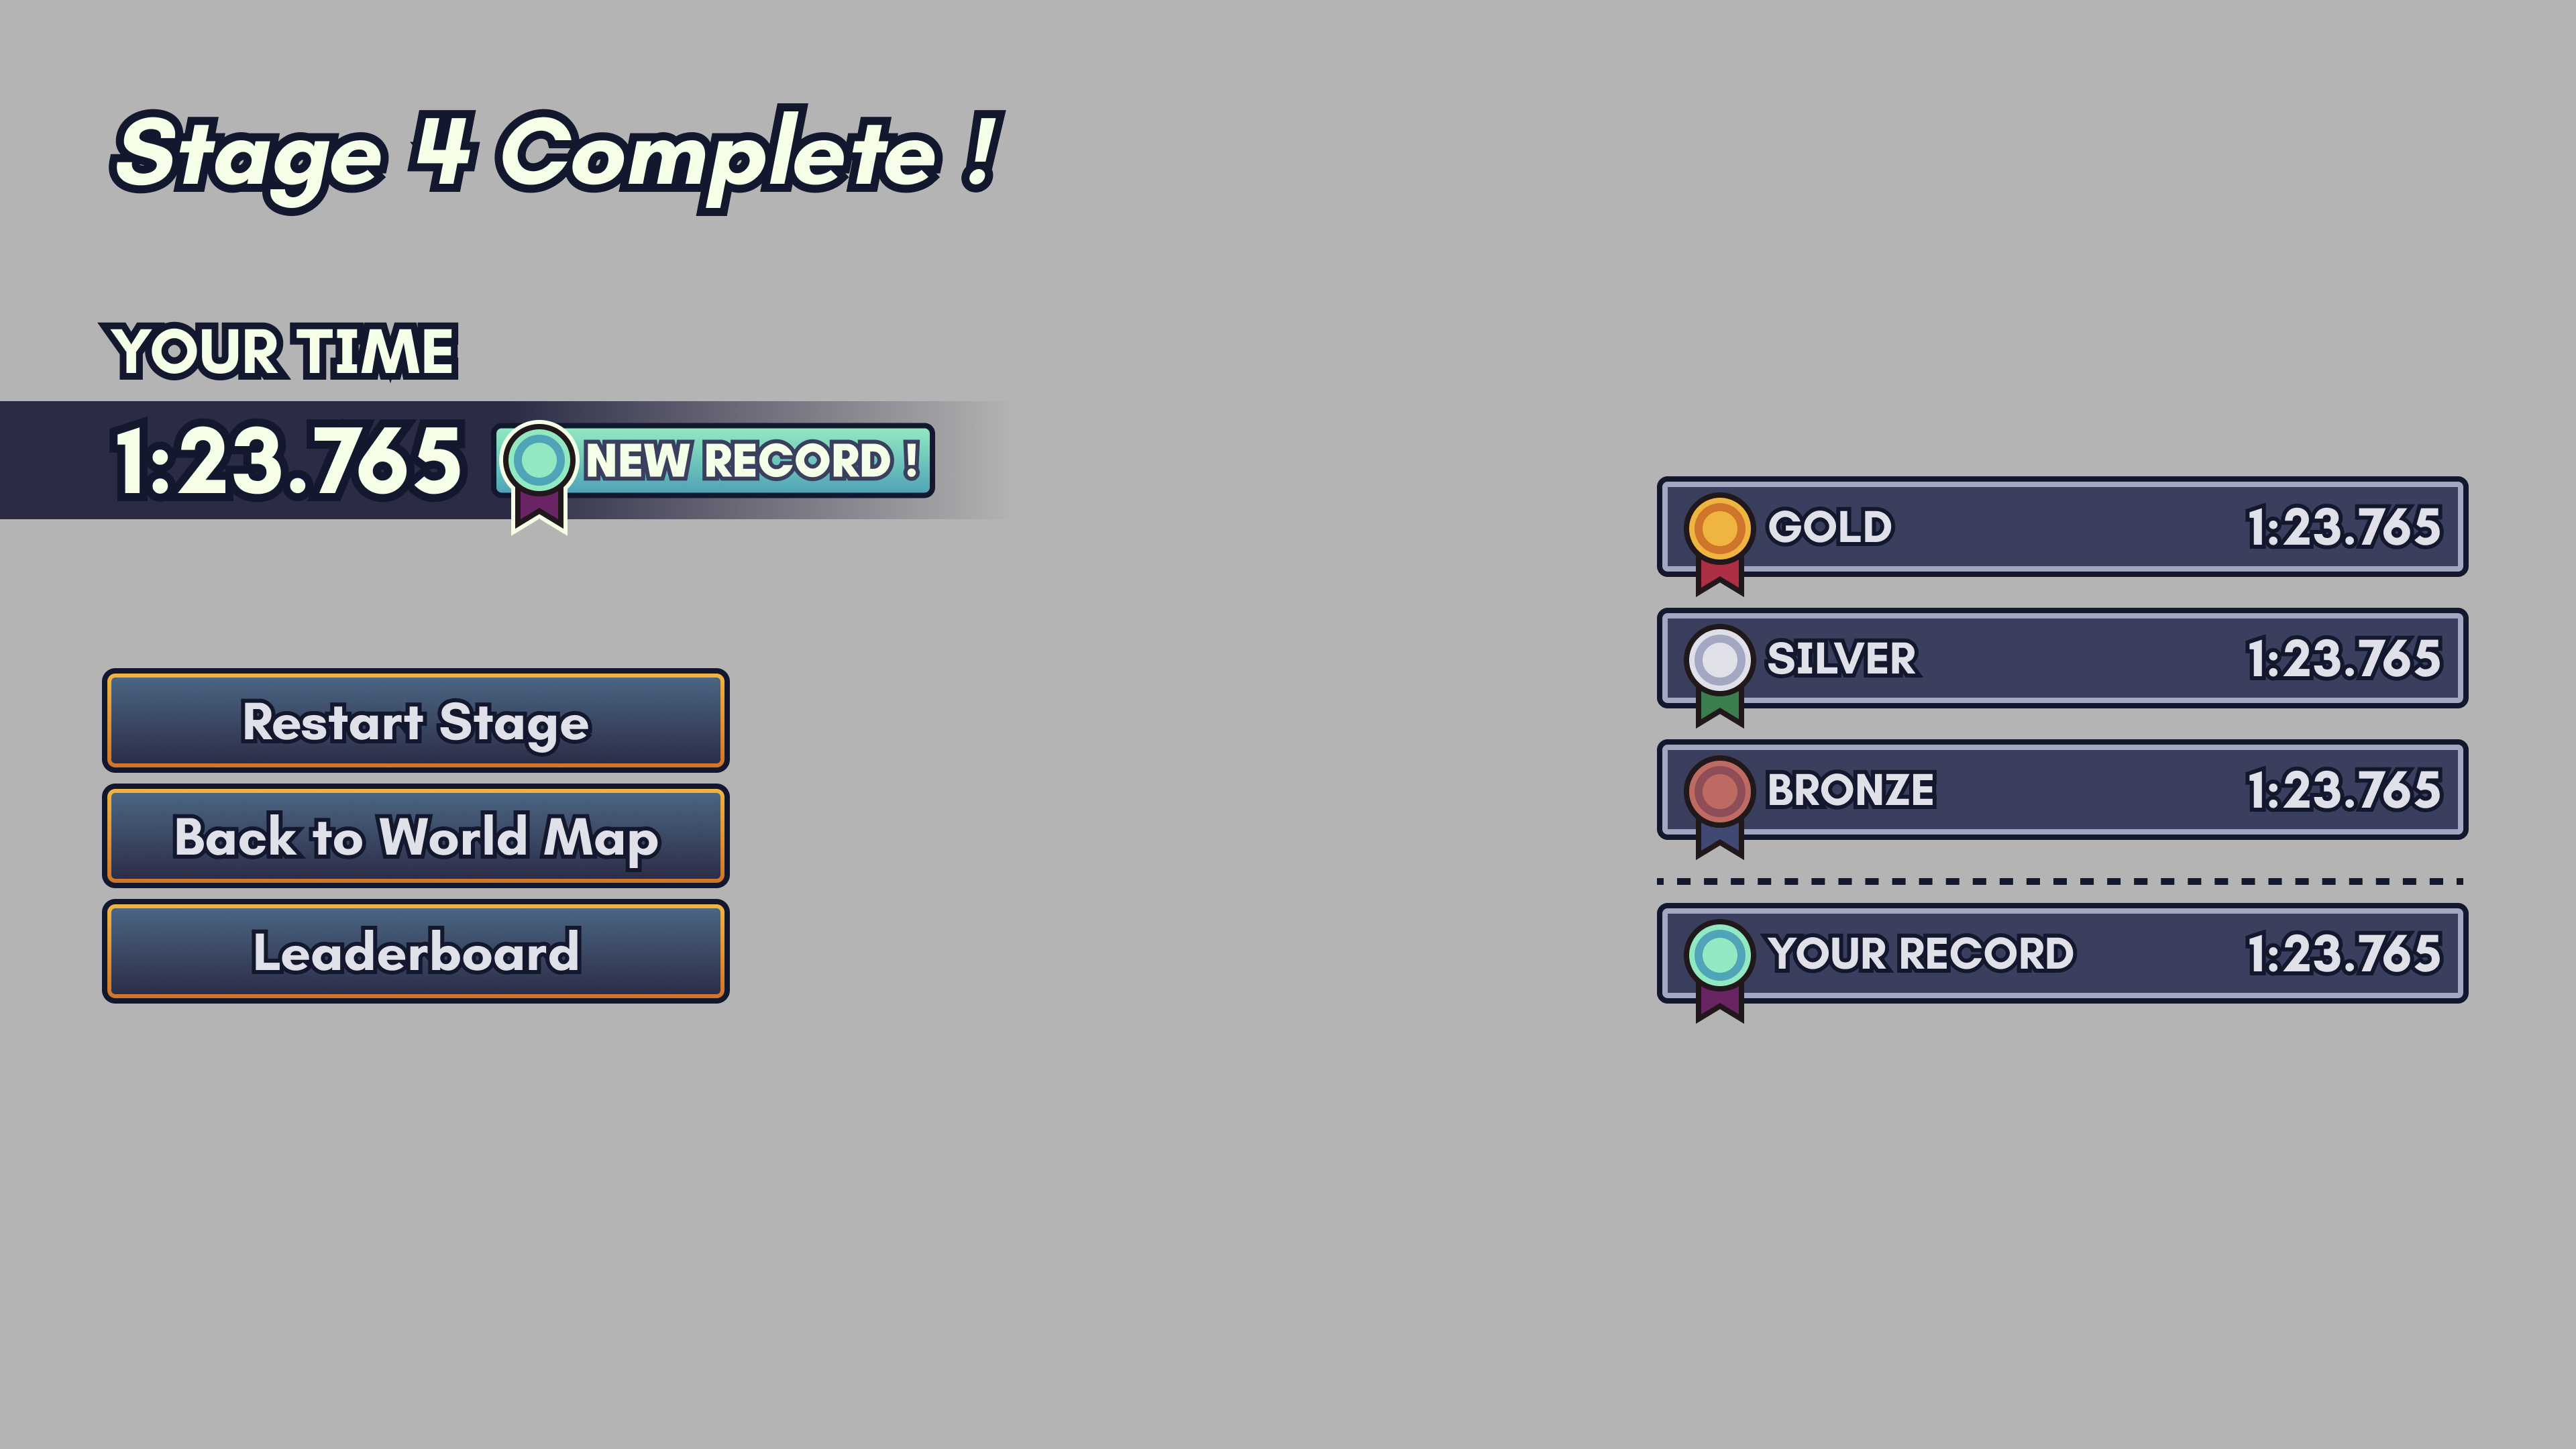 Stage 4 Complete !
YOUR TIME
1:23.765 NEW RECORD !
Restart Stage
Back to World Map
Leaderboard
GOLD 1:23.765
SILVER 1:23.765
BRONZE 1:23.765
YOUR RECORD 1:23.765